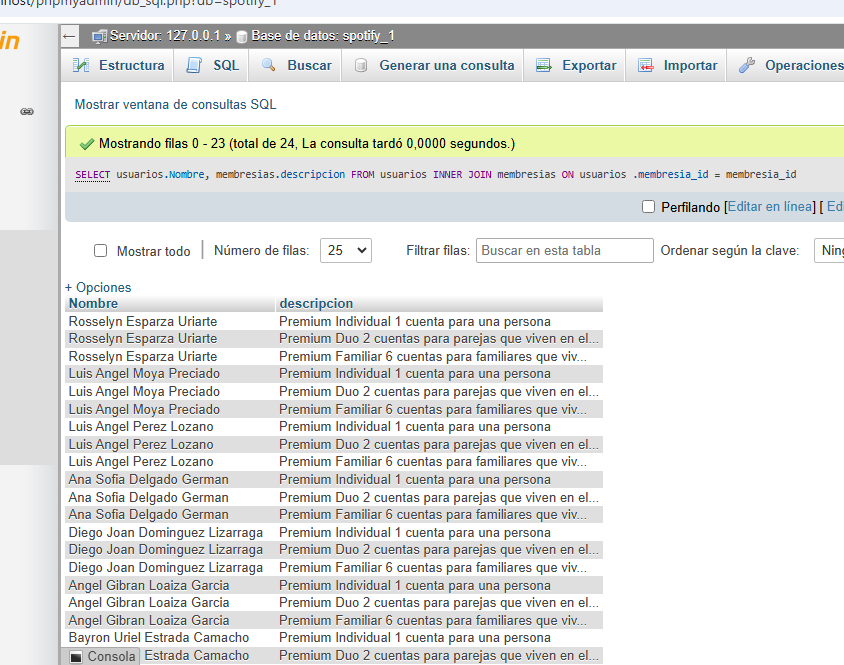 nost/phpmyadmin/db_sql.php?db=spotify_1
in
← Servidor: 127.0.0.1 » Base de datos: spotify_1
Estructura SQL Buscar Generar una consulta Exportar Importar Operaciones
Mostrar ventana de consultas SQL
Mostrando filas 0 - 23 (total de 24, La consulta tardó 0,0000 segundos.)
SELECT usuarios.Nombre, membresias.descripcion FROM usuarios INNER JOIN membresias ON usuarios .membresia_id = membresia_id
Perfilando [Editar en línea] [ Edi
Mostrar todo | Número de filas: 25 Filtrar filas: Buscar en esta tabla Ordenar según la clave: Nin
+ Opciones
Nombre descripcion
Rosselyn Esparza Uriarte Premium Individual 1 cuenta para una persona
Rosselyn Esparza Uriarte Premium Duo 2 cuentas para parejas que viven en el...
Rosselyn Esparza Uriarte Premium Familiar 6 cuentas para familiares que viv...
Luis Angel Moya Preciado Premium Individual 1 cuenta para una persona
Luis Angel Moya Preciado Premium Duo 2 cuentas para parejas que viven en el...
Luis Angel Moya Preciado Premium Familiar 6 cuentas para familiares que viv...
Luis Angel Perez Lozano Premium Individual 1 cuenta para una persona
Luis Angel Perez Lozano Premium Duo 2 cuentas para parejas que viven en el...
Luis Angel Perez Lozano Premium Familiar 6 cuentas para familiares que viv...
Ana Sofia Delgado German Premium Individual 1 cuenta para una persona
Ana Sofia Delgado German Premium Duo 2 cuentas para parejas que viven en el...
Ana Sofia Delgado German Premium Familiar 6 cuentas para familiares que viv...
Diego Joan Dominguez Lizarraga Premium Individual 1 cuenta para una persona
Diego Joan Dominguez Lizarraga Premium Duo 2 cuentas para parejas que viven en el...
Diego Joan Dominguez Lizarraga Premium Familiar 6 cuentas para familiares que viv...
Angel Gibran Loaiza Garcia Premium Individual 1 cuenta para una persona
Angel Gibran Loaiza Garcia Premium Duo 2 cuentas para parejas que viven en el...
Angel Gibran Loaiza Garcia Premium Familiar 6 cuentas para familiares que viv...
Bayron Uriel Estrada Camacho Premium Individual 1 cuenta para una persona
Consola Estrada Camacho Premium Duo 2 cuentas para parejas que viven en el...